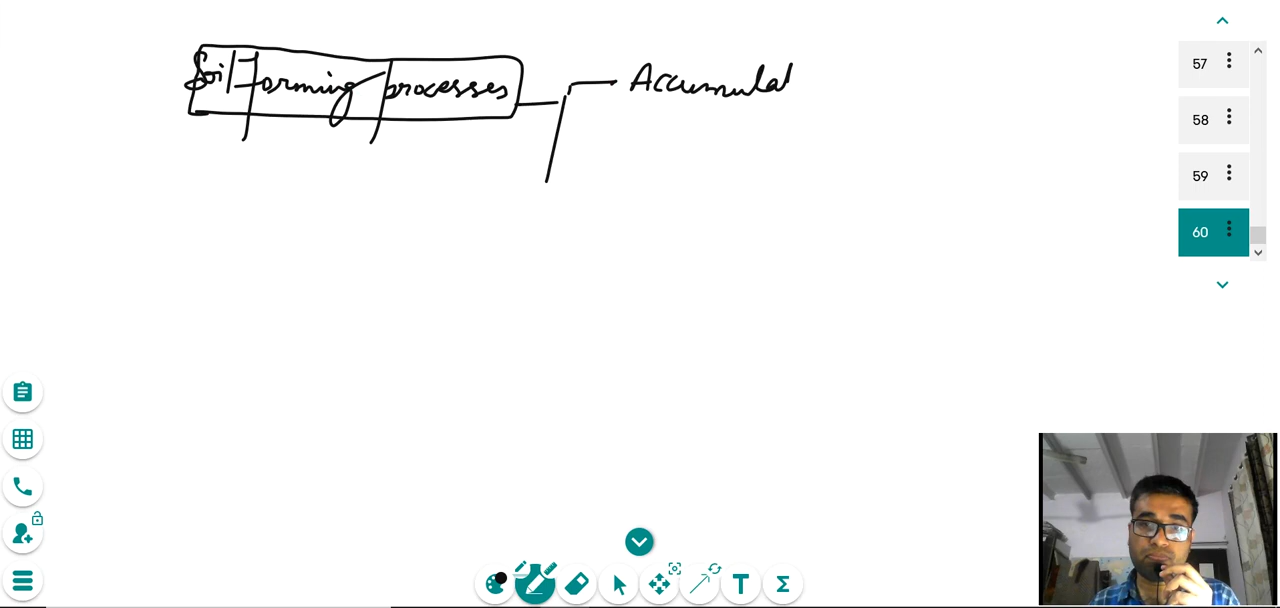 Soil forming processes
Accumulat
57
58
59
60
T
Σ